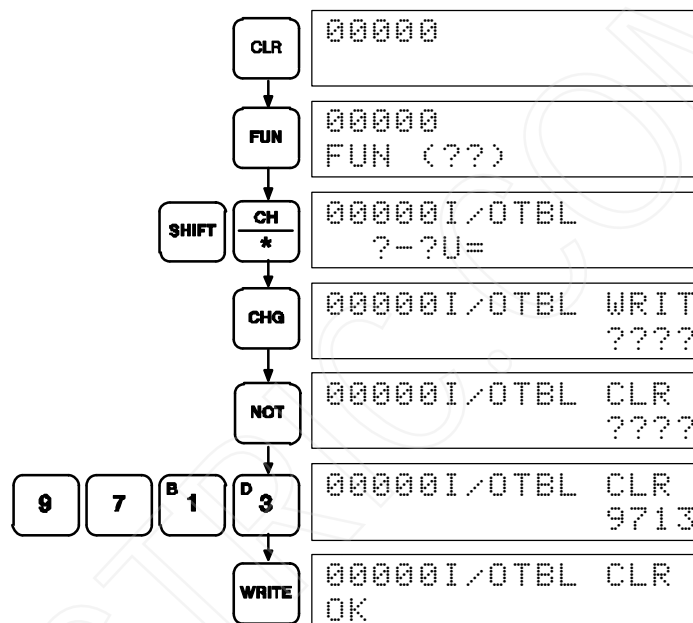 CLR
00000
FUN
00000
FUN (??)
SHIFT
CH
*
00000I/OTBL
?-?U=
CHG
00000I/OTBL WRIT
????
NOT
00000I/OTBL CLR
????
9
7
B 1
D 3
00000I/OTBL CLR
9713
WRITE
00000I/OTBL CLR
OK